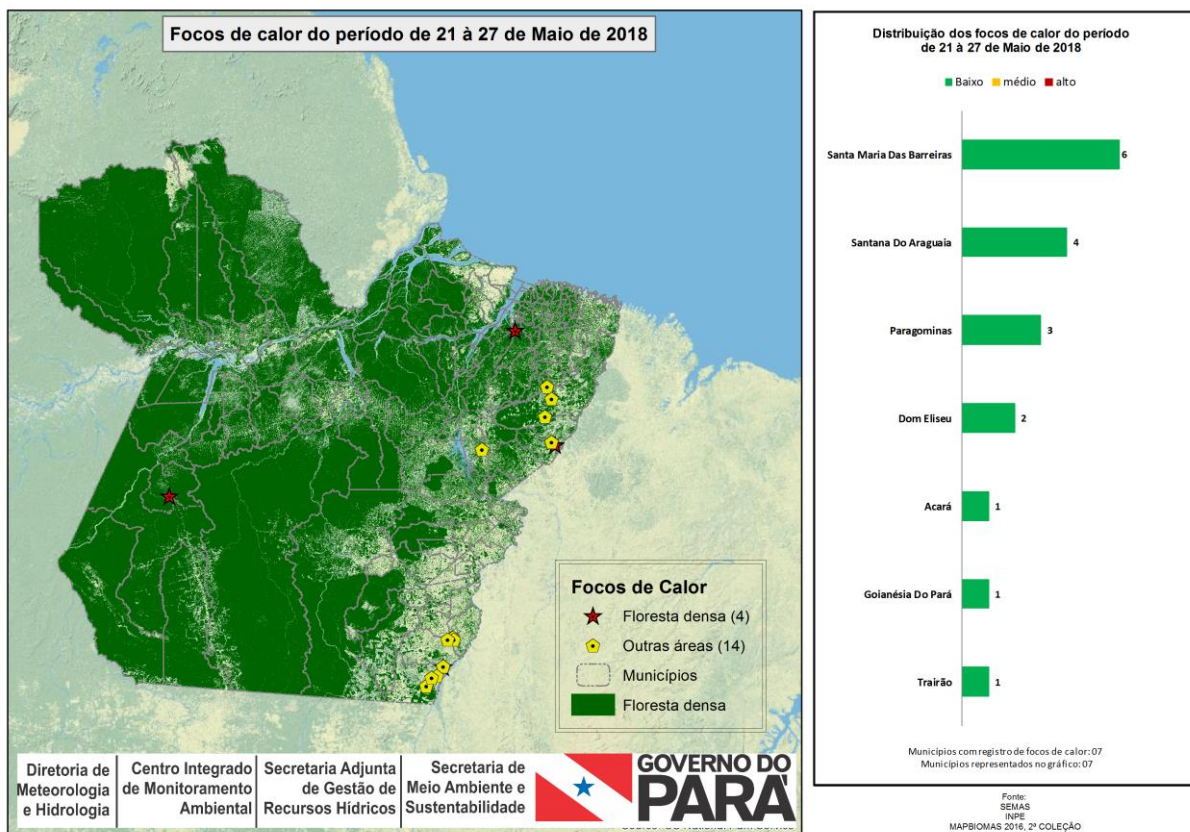 Focos de calor do período de 21 à 27 de Maio de 2018
Focos de Calor
Floresta densa (4)
Outras áreas (14)
Municípios
Floresta densa
Diretoria de
Meteorologia
e Hidrologia
Centro Integrado
de Monitoramento
Ambiental
Secretaria Adjunta
de Gestão de
Recursos Hídricos
Secretaria de
Meio Ambiente e
Sustentabilidade
GOVERNO DO
PARÁ
Distribuição dos focos de calor do período
de 21 à 27 de Maio de 2018
Baixo médio alto
Santa Maria Das Barreiras 6
Santana Do Araguaia 4
Paragominas 3
Dom Eliseu 2
Acará 1
Goianésia Do Pará 1
Trairão 1
Municípios com registro de focos de calor: 07
Municípios representados no gráfico: 07
Fonte:
SEMAS
INPE
MAPBIOMAS 2016, 2ª COLEÇÃO